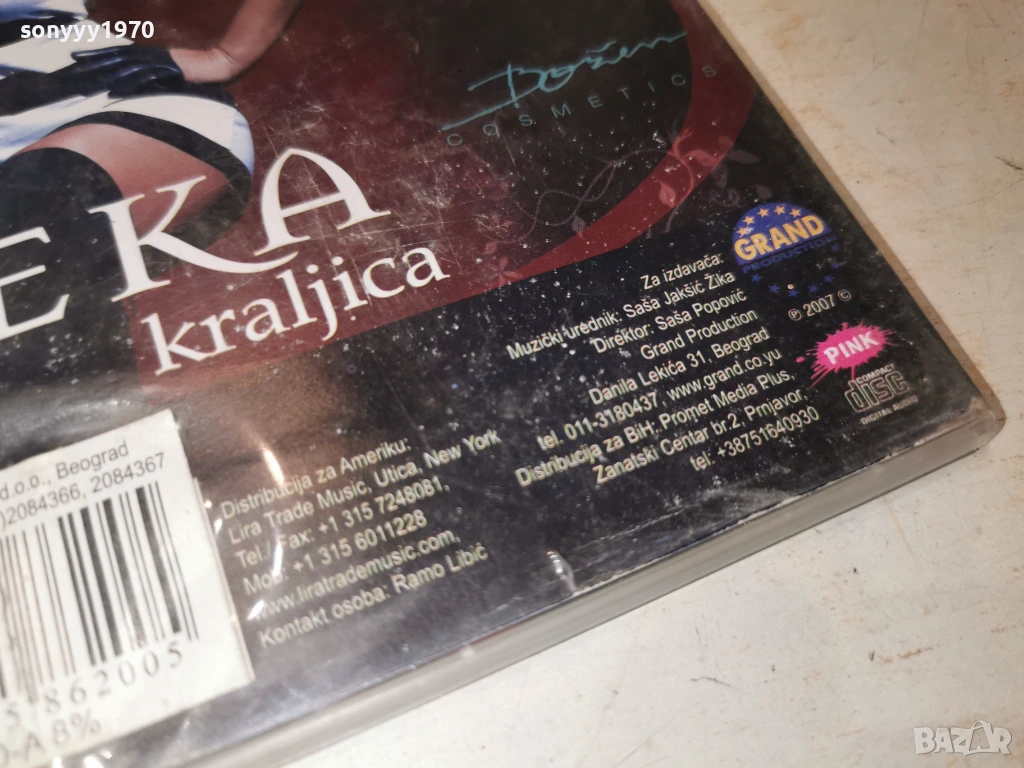 sonyyy1970
Božen
COSMETICS
EKA
kraljica
GRAND
PRODUCTION
℗ 2007 ©
PINK
COMPACT
disc
DIGITAL AUDIO
Za izdavača:
Muzički urednik: Saša Jakšić Žika
Direktor: Saša Popović
Grand Production
Danila Lekića 31, Beograd
tel. 011-3180437, www.grand.co.yu
Distribucija za BiH: Promet Media Plus,
Zanatski Centar br.2, Prnjavor,
tel: +387516409330
Distribucija za Ameriku:
Lira Trade Music, Utica, New York
Tel./ Fax: +1 315 7248081,
Mob: +1 315 6011228
www.liratrademusic.com,
Kontakt osoba: Ramo Libić
d.o.o., Beograd
)2084366, 2084367
5 862005
-A 8%
BAZAR